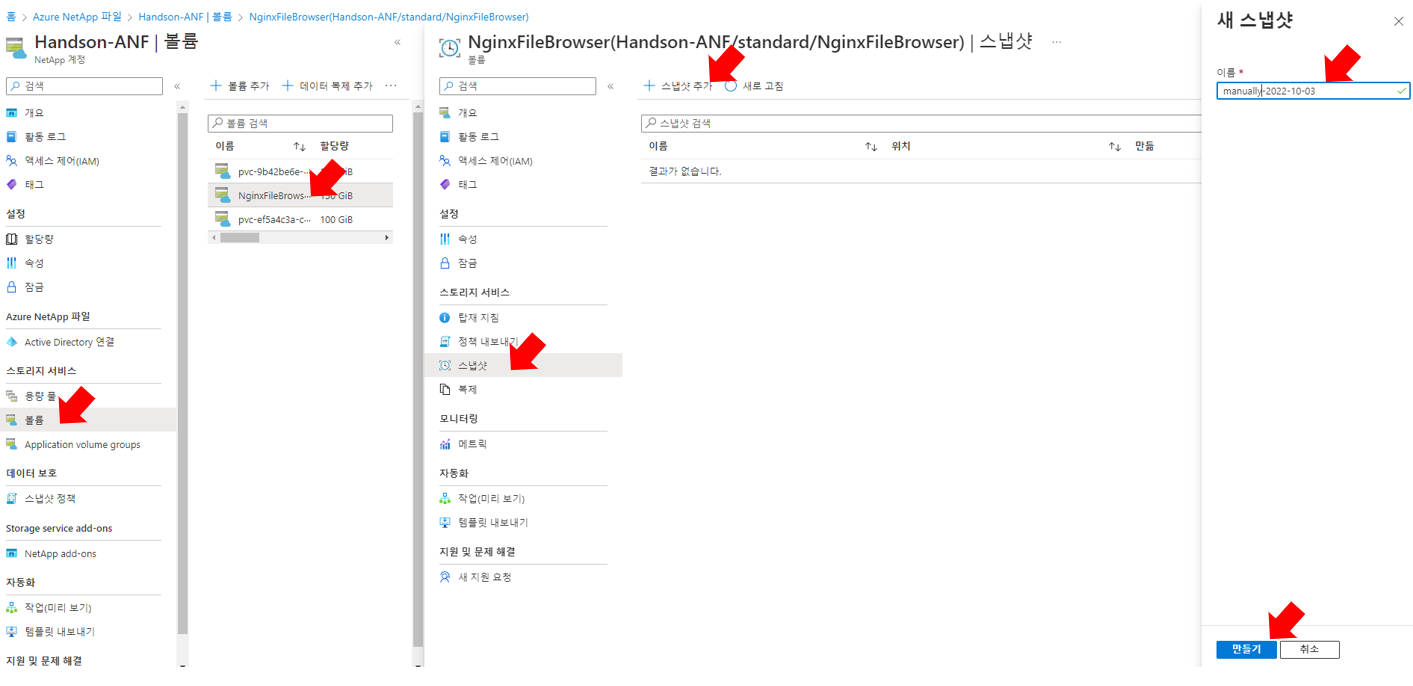 홈 > Azure NetApp 파일 > Handson-ANF | 볼륨 > NginxFileBrowser(Handson-ANF/standard/NginxFileBrowser)
Handson-ANF | 볼륨
NetApp 계정
검색
개요
활동 로그
액세스 제어(IAM)
태그
설정
할당량
속성
잠금
Azure NetApp 파일
Active Directory 연결
스토리지 서비스
용량 풀
볼륨
Application volume groups
데이터 보호
스냅샷 정책
Storage service add-ons
NetApp add-ons
자동화
작업(미리 보기)
템플릿 내보내기
지원 및 문제 해결
볼륨 추가 데이터 복제 추가 ...
볼륨 검색
이름 할당량
pvc-9b42be6e-...
NginxFileBrows... 150 GiB
pvc-ef5a4c3a-c... 100 GiB
NginxFileBrowser(Handson-ANF/standard/NginxFileBrowser) | 스냅샷 ...
볼륨
검색
개요
활동 로그
액세스 제어(IAM)
태그
설정
속성
잠금
스토리지 서비스
탑재 지침
정책 내보내기
스냅샷
복제
모니터링
메트릭
자동화
작업(미리 보기)
템플릿 내보내기
지원 및 문제 해결
새 지원 요청
스냅샷 추가 새로 고침
스냅샷 검색
이름 위치 만듦
결과가 없습니다.
새 스냅샷
이름 *
manually-2022-10-03
만들기 취소